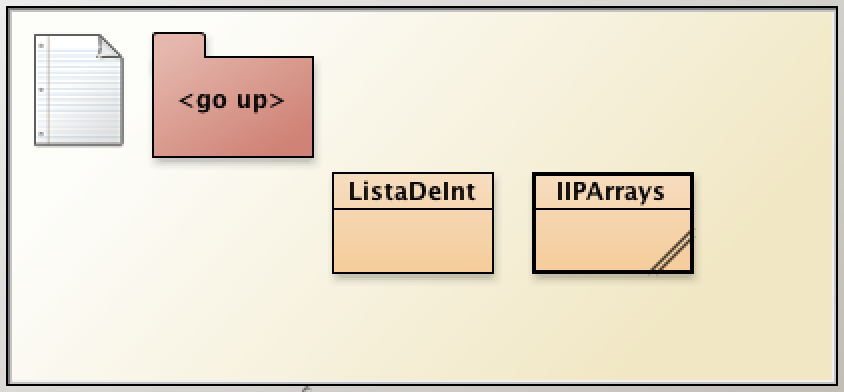 <go up>
ListaDeInt
IIPArrays